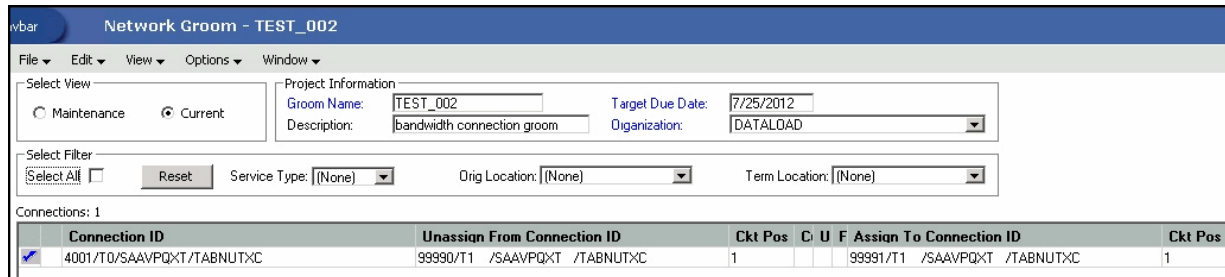 vbar Network Groom - TEST_002
File Edit View Options Window
Select View
Maintenance Current
Project Information
Groom Name: TEST_002 Target Due Date: 7/25/2012
Description: bandwidth connection groom Organization: DATALOAD
Select Filter
Select All Reset Service Type: (None) Orig Location: (None) Term Location: (None)
Connections: 1
Connection ID Unassign From Connection ID Ckt Pos C U F Assign To Connection ID Ckt Pos
4001/T0/SAAVPQXT/TABNUTXC 99990/T1 /SAAVPQXT /TABNUTXC 1 99991/T1 /SAAVPQXT /TABNUTXC 1